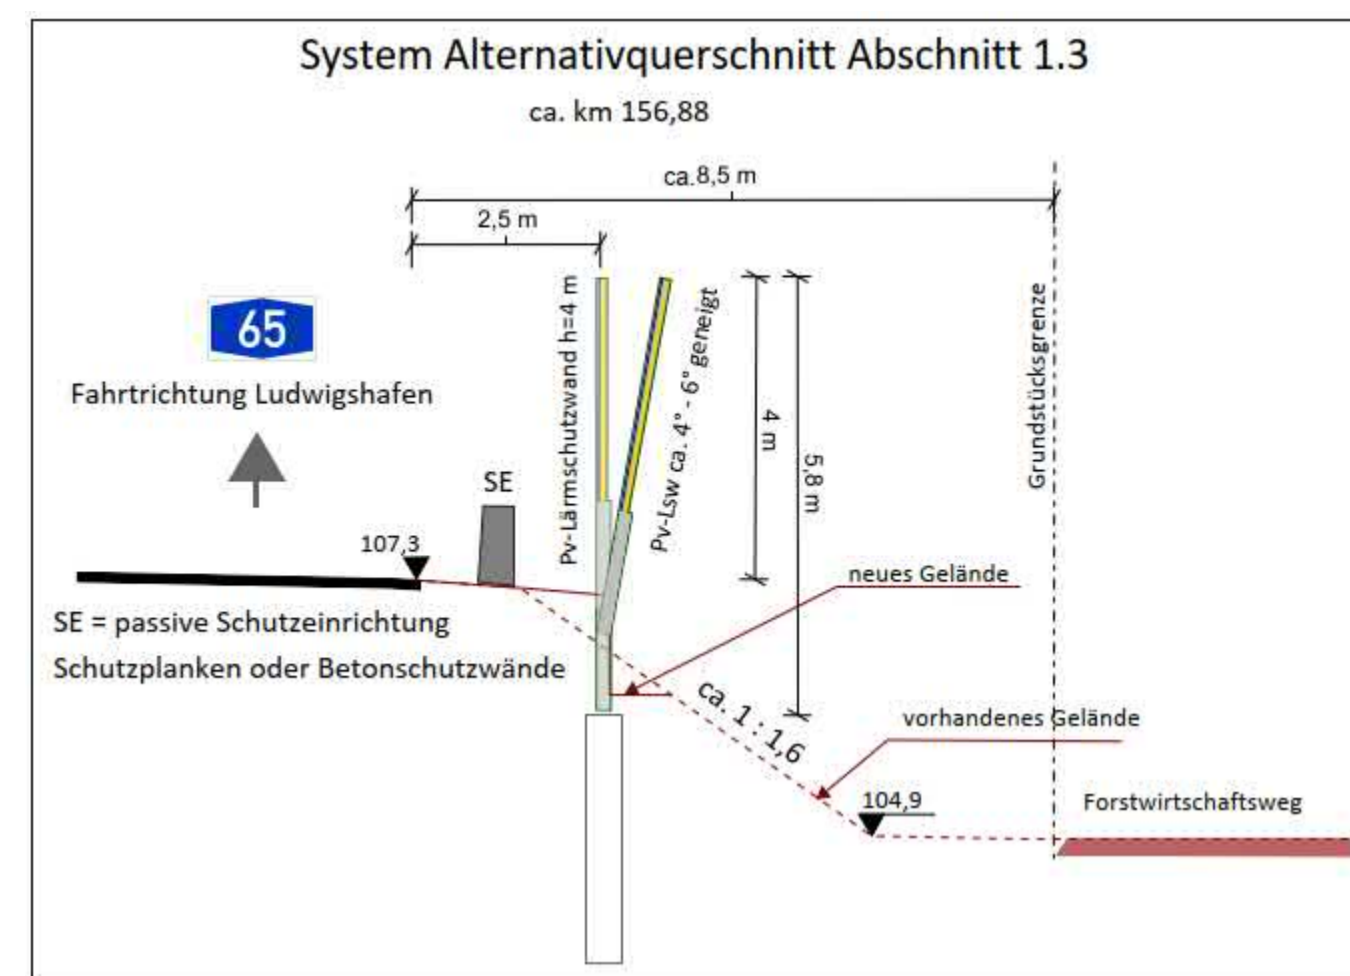 System Alternativquerschnitt Abschnitt 1.3
ca. km 156,88
ca.8,5 m
2,5 m
65
Fahrtrichtung Ludwigshafen
Pv-Lärmschutzwand h=4 m
Pv-Lsw ca. 4° - 6° geneigt
4 m
5,8 m
Grundstücksgrenze
SE
107,3
neues Gelände
SE = passive Schutzeinrichtung
Schutzplanken oder Betonschutzwände
ca. 1 : 1,6
vorhandenes Gelände
104,9
Forstwirtschaftsweg